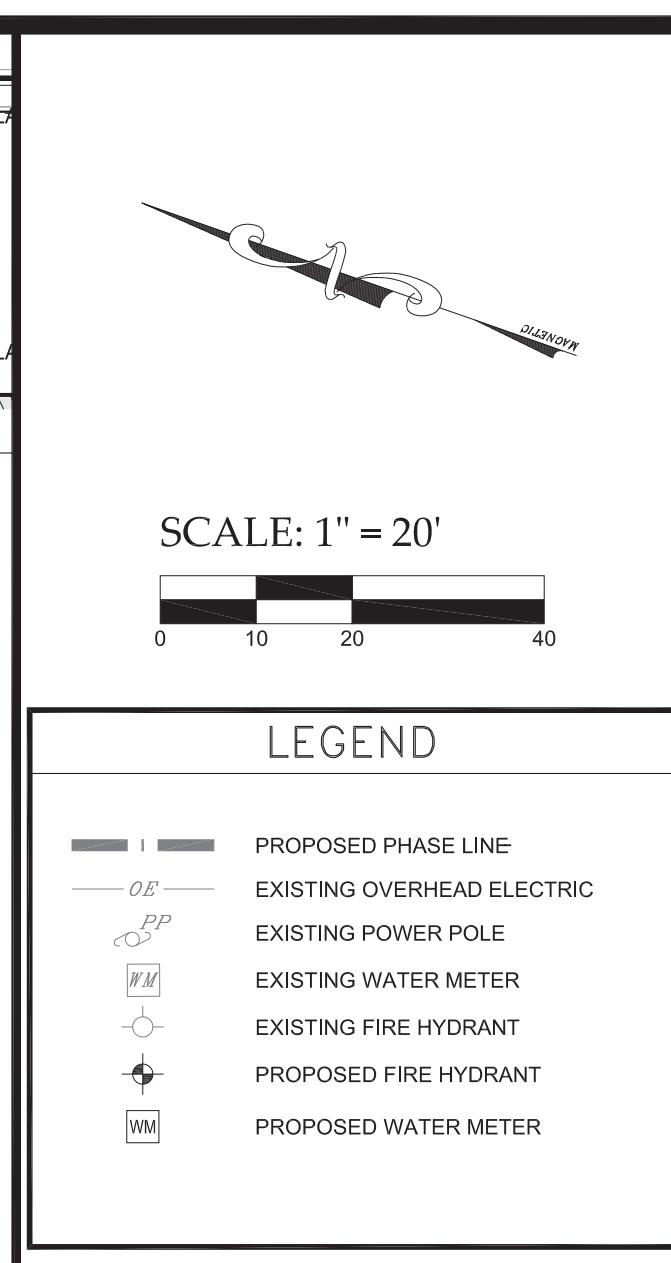 N
MAGNETIC
SCALE: 1" = 20'
0 10 20 40
LEGEND
PROPOSED PHASE LINE
OE EXISTING OVERHEAD ELECTRIC
PP EXISTING POWER POLE
WM EXISTING WATER METER
EXISTING FIRE HYDRANT
PROPOSED FIRE HYDRANT
WM PROPOSED WATER METER